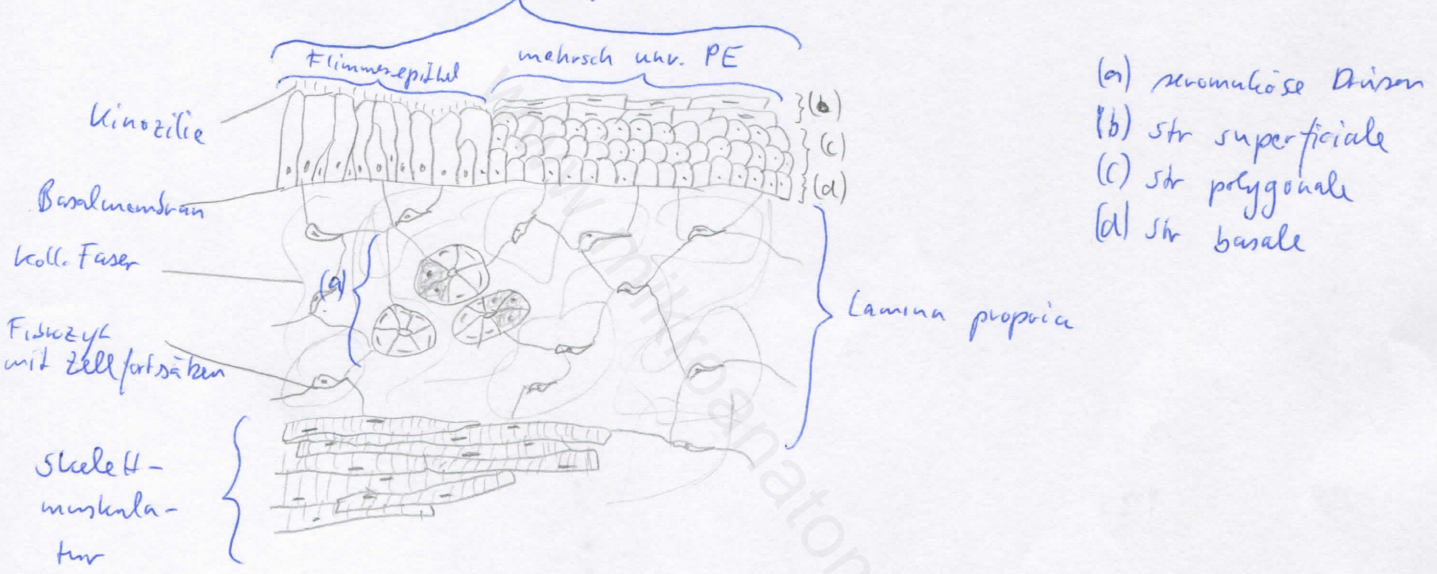 Flimmerepithel
mehrsch unv. PE
Kinozilie
(b)
(c)
(d)
Basalmembran
koll. Faser
(a)
Fibrozyt
mit Zellfortsätzen
Lamina propria
Skelett-
muskula-
tur
(a) seromuköse Drüsen
(b) str superficiale
(c) str polygonale
(d) str basale